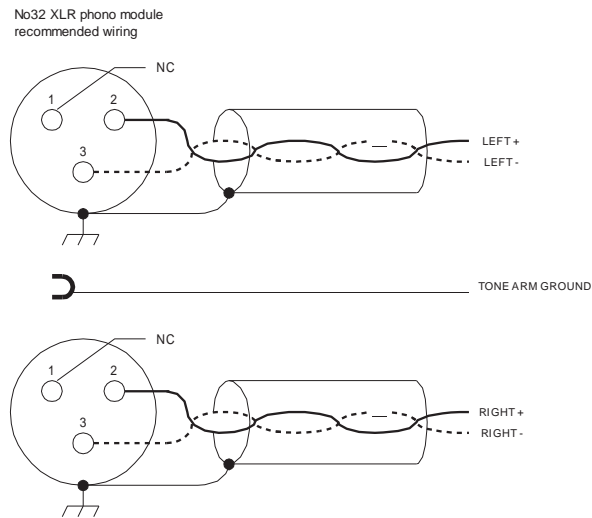 No32 XLR phono module
recommended wiring
NC
1
2
3
LEFT+
LEFT-
TONE ARM GROUND
NC
1
2
3
RIGHT+
RIGHT-